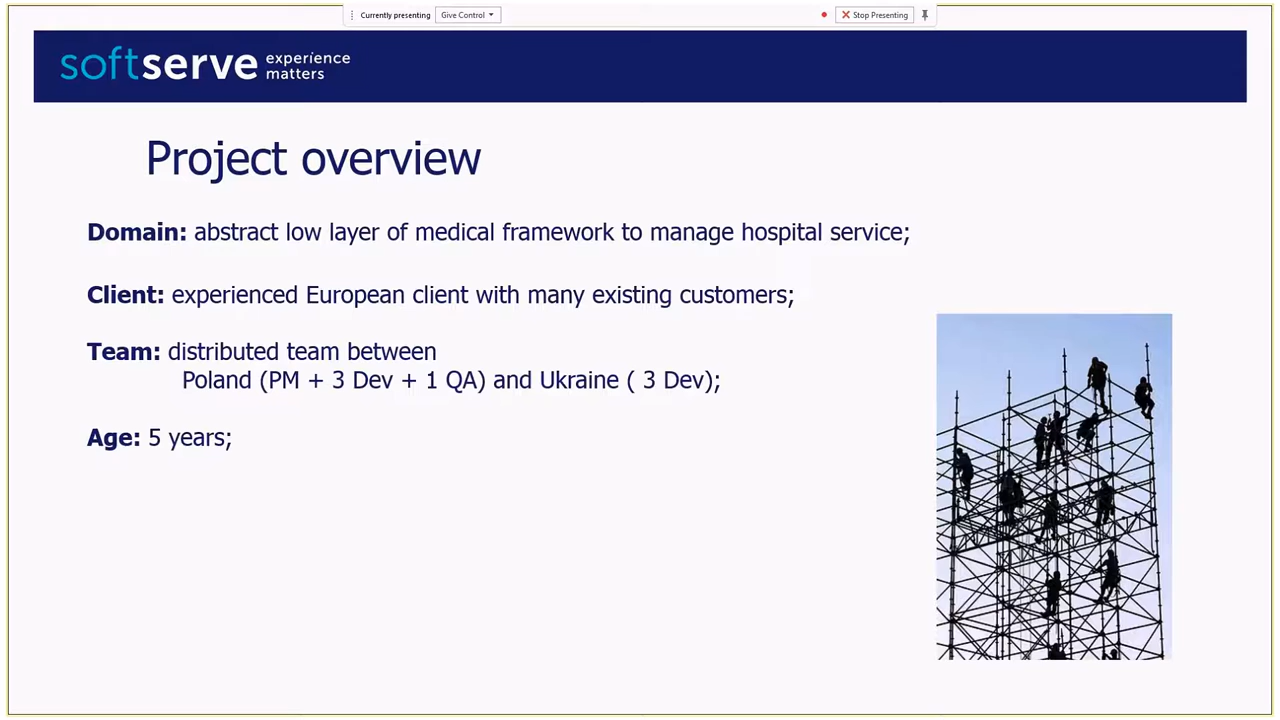 Currently presenting Give Control Stop Presenting
softserve experience matters
Project overview
Domain: abstract low layer of medical framework to manage hospital service;
Client: experienced European client with many existing customers;
Team: distributed team between
Poland (PM + 3 Dev + 1 QA) and Ukraine ( 3 Dev);
Age: 5 years;